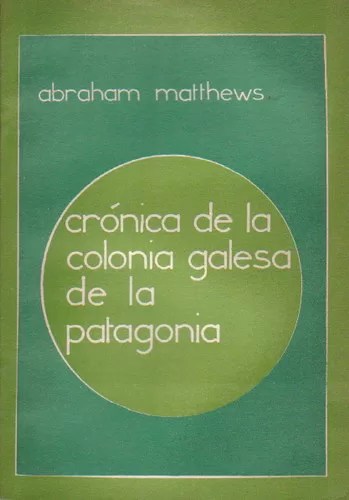 abraham matthews
crónica de la
colonia galesa
de la
patagonia